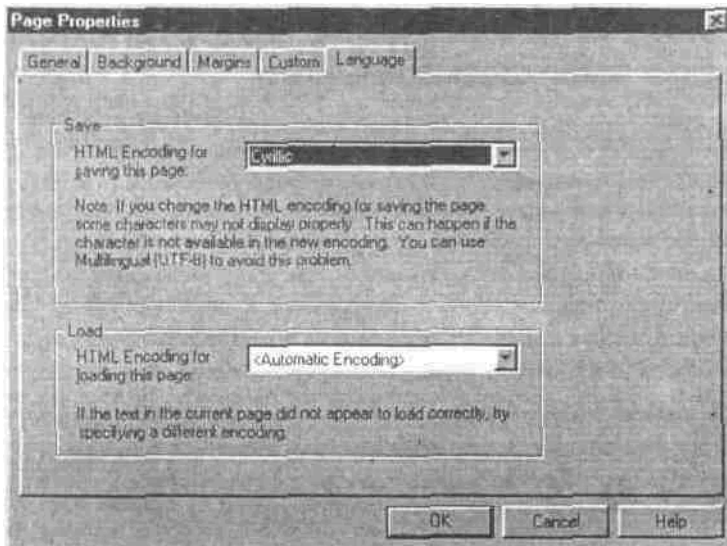 Page Properties
General Background Margins Custom Language
Save
HTML Encoding for
saving this page:
Cyrillic
Note: If you change the HTML encoding for saving the page,
some characters may not display properly. This can happen if the
character is not available in the new encoding. You can use
Multilingual (UTF-8) to avoid this problem.
Load
HTML Encoding for
loading this page:
<Automatic Encoding>
If the text in the current page did not appear to load correctly, try
specifying a different encoding.
OK Cancel Help